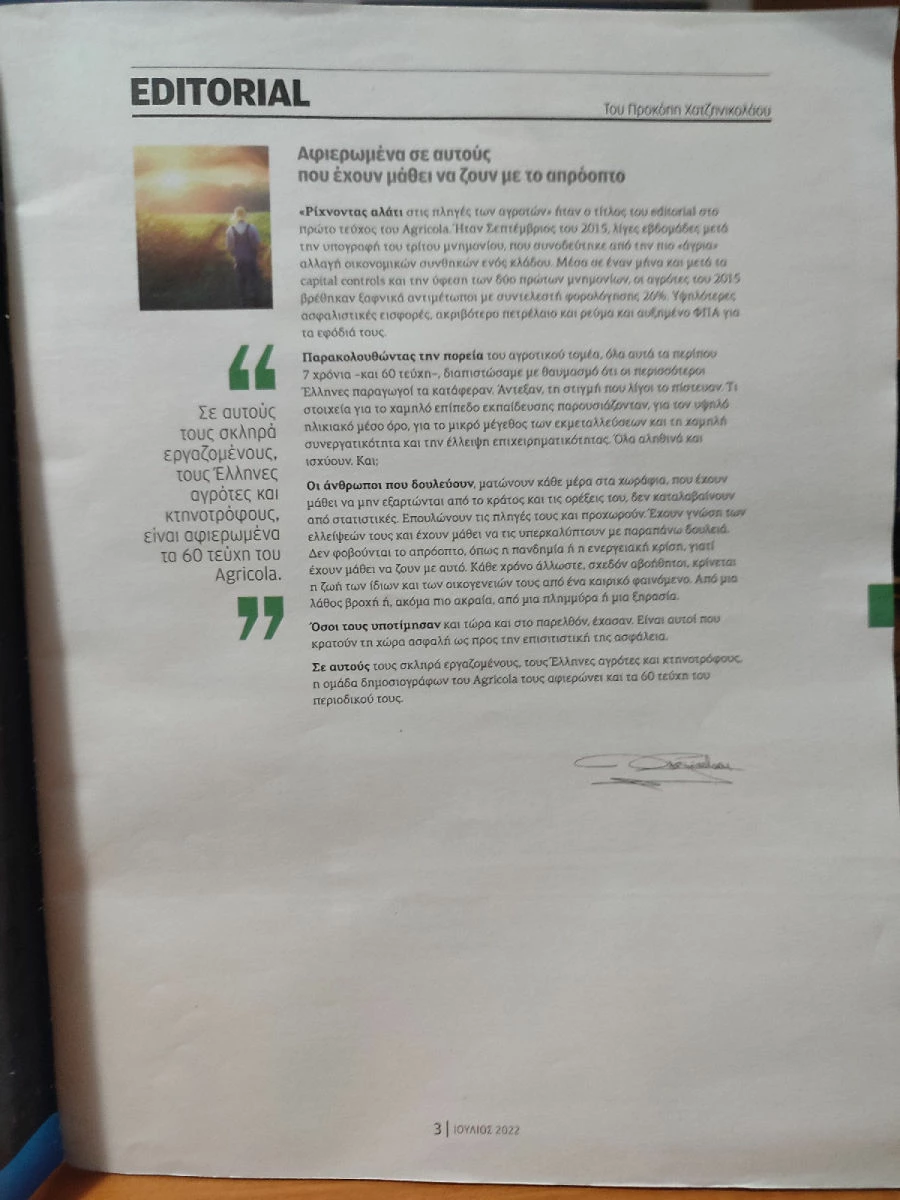 EDITORIAL
Του Προκόπη Χατζηνικολάου
Αφιερωμένα σε αυτούς
που έχουν μάθει να ζουν με το απρόοπτο
«Ρίχνοντας αλάτι στις πληγές των αγροτών» ήταν ο τίτλος του editorial στο
πρώτο τεύχος του Agricola. Ήταν Σεπτέμβριος του 2015, λίγες εβδομάδες μετά
την υπογραφή του τρίτου μνημονίου, που συνοδεύτηκε από την πιο «άγρια»
αλλαγή οικονομικών συνθηκών ενός κλάδου. Μέσα σε έναν μήνα και μετά τα
capital controls και την ύφεση των δύο πρώτων μνημονίων, οι αγρότες του 2015
βρέθηκαν ξαφνικά αντιμέτωποι με συντελεστή φορολόγησης 26%. Υψηλότερες
ασφαλιστικές εισφορές, ακριβότερο πετρέλαιο και ρεύμα και αυξημένο ΦΠΑ για
τα εφόδιά τους.
Παρακολουθώντας την πορεία του αγροτικού τομέα, όλα αυτά τα περίπου
7 χρόνια –και 60 τεύχη–, διαπιστώσαμε με θαυμασμό ότι οι περισσότεροι
Έλληνες παραγωγοί τα κατάφεραν. Άντεξαν, τη στιγμή που λίγοι το πίστευαν. Τι
στοιχεία για το χαμηλό επίπεδο εκπαίδευσης παρουσιάζονταν, για τον υψηλό
ηλικιακό μέσο όρο, για το μικρό μέγεθος των εκμεταλλεύσεων και τη χαμηλή
συνεργατικότητα και την έλλειψη επιχειρηματικότητας. Όλα αληθινά και
ισχύουν. Και;
Οι άνθρωποι που δουλεύουν, ματώνουν κάθε μέρα στα χωράφια, που έχουν
μάθει να μην εξαρτώνται από το κράτος και τις ορέξεις του, δεν καταλαβαίνουν
από στατιστικές. Επουλώνουν τις πληγές τους και προχωρούν. Έχουν γνώση των
ελλείψεών τους και έχουν μάθει να τις υπερκαλύπτουν με παραπάνω δουλειά.
Δεν φοβούνται το απρόοπτο, όπως η πανδημία ή η ενεργειακή κρίση, γιατί
έχουν μάθει να ζουν με αυτό. Κάθε χρόνο άλλωστε, σχεδόν αβοήθητοι, κρίνεται
η ζωή των ίδιων και των οικογενειών τους από ένα καιρικό φαινόμενο. Από μια
λάθος βροχή ή, ακόμα πιο ακραία, από μια πλημμύρα ή μια ξηρασία.
Όσοι τους υποτίμησαν και τώρα και στο παρελθόν, έχασαν. Είναι αυτοί που
κρατούν τη χώρα ασφαλή ως προς την επισιτιστική της ασφάλεια.
Σε αυτούς τους σκληρά εργαζομένους, τους Έλληνες αγρότες και κτηνοτρόφους,
η ομάδα δημοσιογράφων του Agricola τους αφιερώνει και τα 60 τεύχη του
περιοδικού τους.
“
Σε αυτούς
τους σκληρά
εργαζομένους,
τους Έλληνες
αγρότες και
κτηνοτρόφους,
είναι αφιερωμένα
τα 60 τεύχη του
Agricola.
”
3 | ΙΟΥΛΙΟΣ 2022